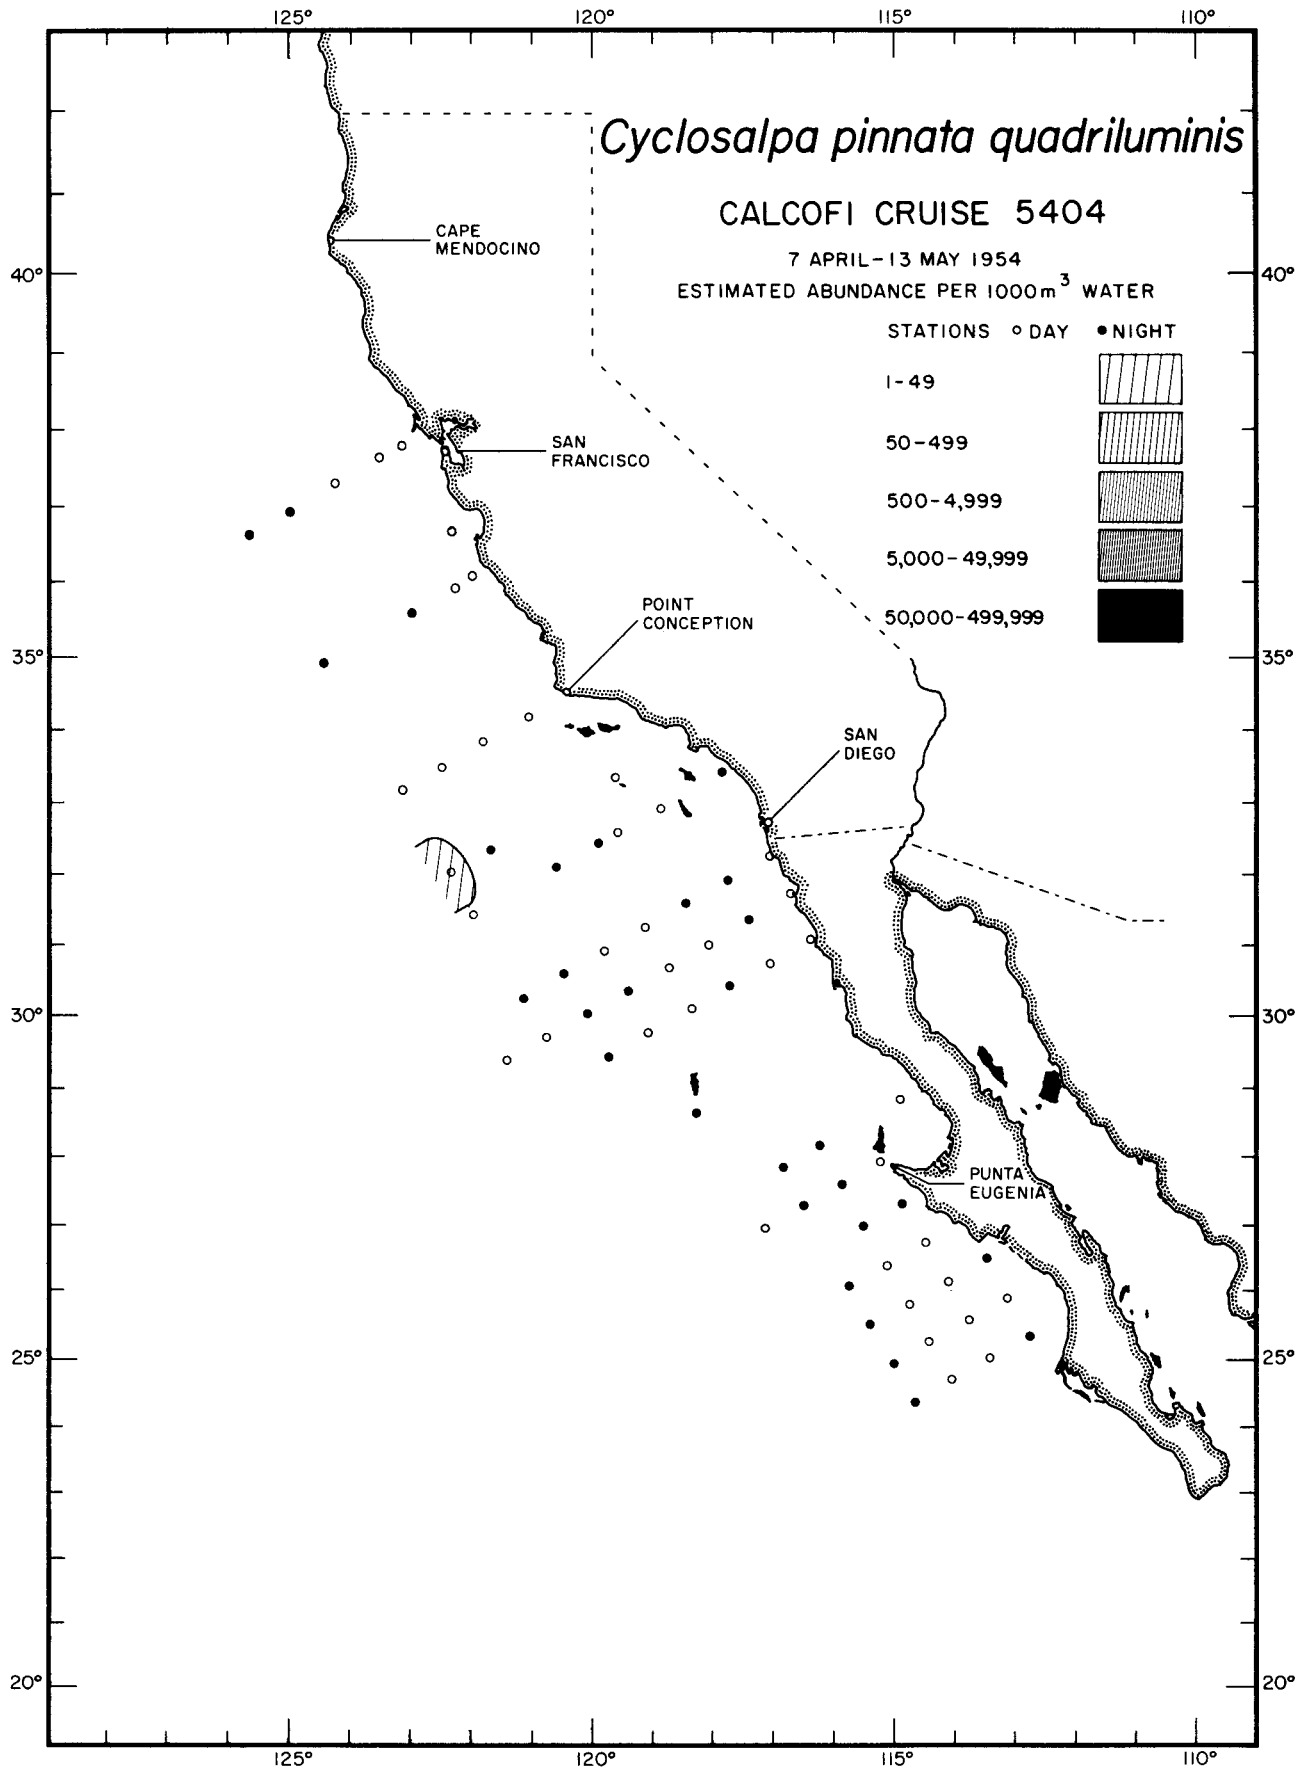 125° 120° 115° 110°
Cyclosalpa pinnata quadriluminis
CALCOFI CRUISE 5404
7 APRIL-13 MAY 1954
ESTIMATED ABUNDANCE PER 1000m³ WATER
STATIONS ○ DAY ● NIGHT
1-49
50-499
500-4,999
5,000-49,999
50,000-499,999
CAPE
MENDOCINO
40° 40°
SAN
FRANCISCO
POINT
CONCEPTION
35° 35°
SAN
DIEGO
30° 30°
PUNTA
EUGENIA
25° 25°
20° 20°
125° 120° 115° 110°